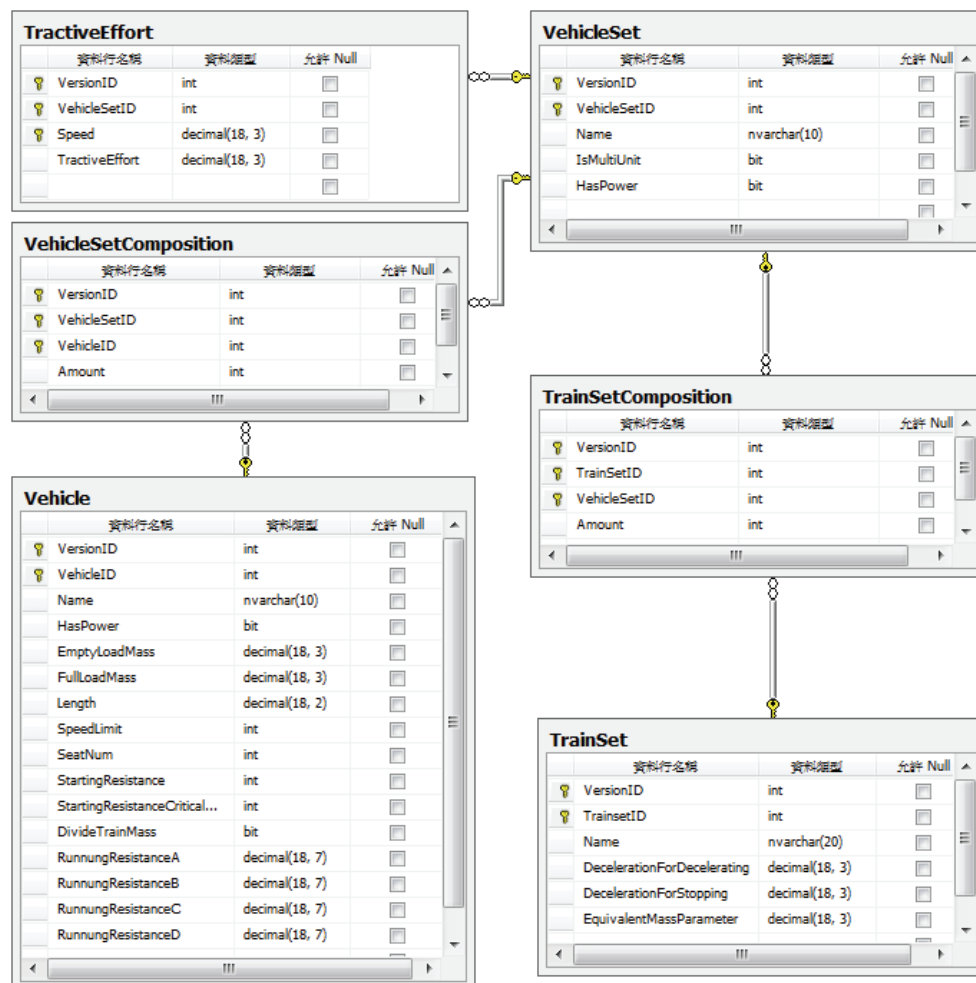 TractiveEffort
資料行名稱 資料類型 允許 Null
VersionID int
VehicleSetID int
Speed decimal(18, 3)
TractiveEffort decimal(18, 3)
VehicleSet
資料行名稱 資料類型 允許 Null
VersionID int
VehicleSetID int
Name nvarchar(10)
IsMultiUnit bit
HasPower bit
VehicleSetComposition
資料行名稱 資料類型 允許 Null
VersionID int
VehicleSetID int
VehicleID int
Amount int
TrainSetComposition
資料行名稱 資料類型 允許 Null
VersionID int
TrainSetID int
VehicleSetID int
Amount int
Vehicle
資料行名稱 資料類型 允許 Null
VersionID int
VehicleID int
Name nvarchar(10)
HasPower bit
EmptyLoadMass decimal(18, 3)
FullLoadMass decimal(18, 3)
Length decimal(18, 2)
SpeedLimit int
SeatNum int
StartingResistance int
StartingResistanceCritical... int
DivideTrainMass bit
RunnungResistanceA decimal(18, 7)
RunnungResistanceB decimal(18, 7)
RunnungResistanceC decimal(18, 7)
RunnungResistanceD decimal(18, 7)
TrainSet
資料行名稱 資料類型 允許 Null
VersionID int
TrainsetID int
Name nvarchar(20)
DecelerationForDecelerating decimal(18, 3)
DecelerationForStopping decimal(18, 3)
EquivalentMassParameter decimal(18, 3)